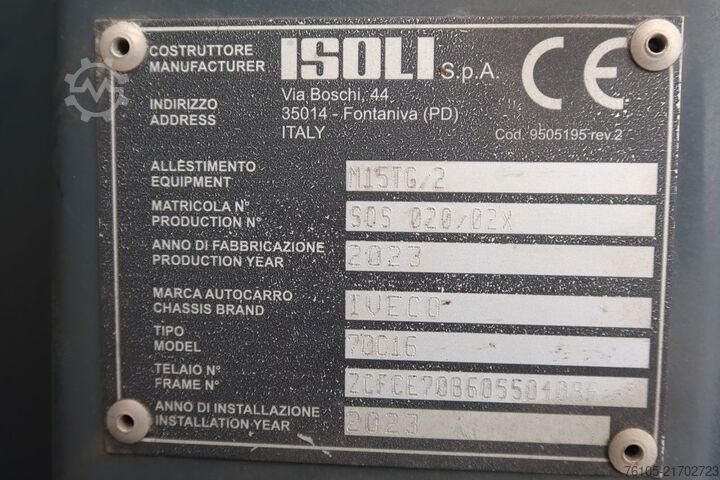 COSTRUTTORE
MANUFACTURER
ISOLI S.p.A.
CE
INDIRIZZO
ADDRESS
Via Boschi, 44
35014 - Fontaniva (PD)
ITALY
Cod. 9505195 rev.2
ALLESTIMENTO
EQUIPMENT
M15TG/2
MATRICOLA N°
PRODUCTION N°
SOS 020/02X
ANNO DI FABBRICAZIONE
PRODUCTION YEAR
2023
MARCA AUTOCARRO
CHASSIS BRAND
IVECO
TIPO
MODEL
70C16
TELAIO N°
FRAME N°
ANNO DI INSTALLAZIONE
INSTALLATION YEAR
2023
76105-21702723